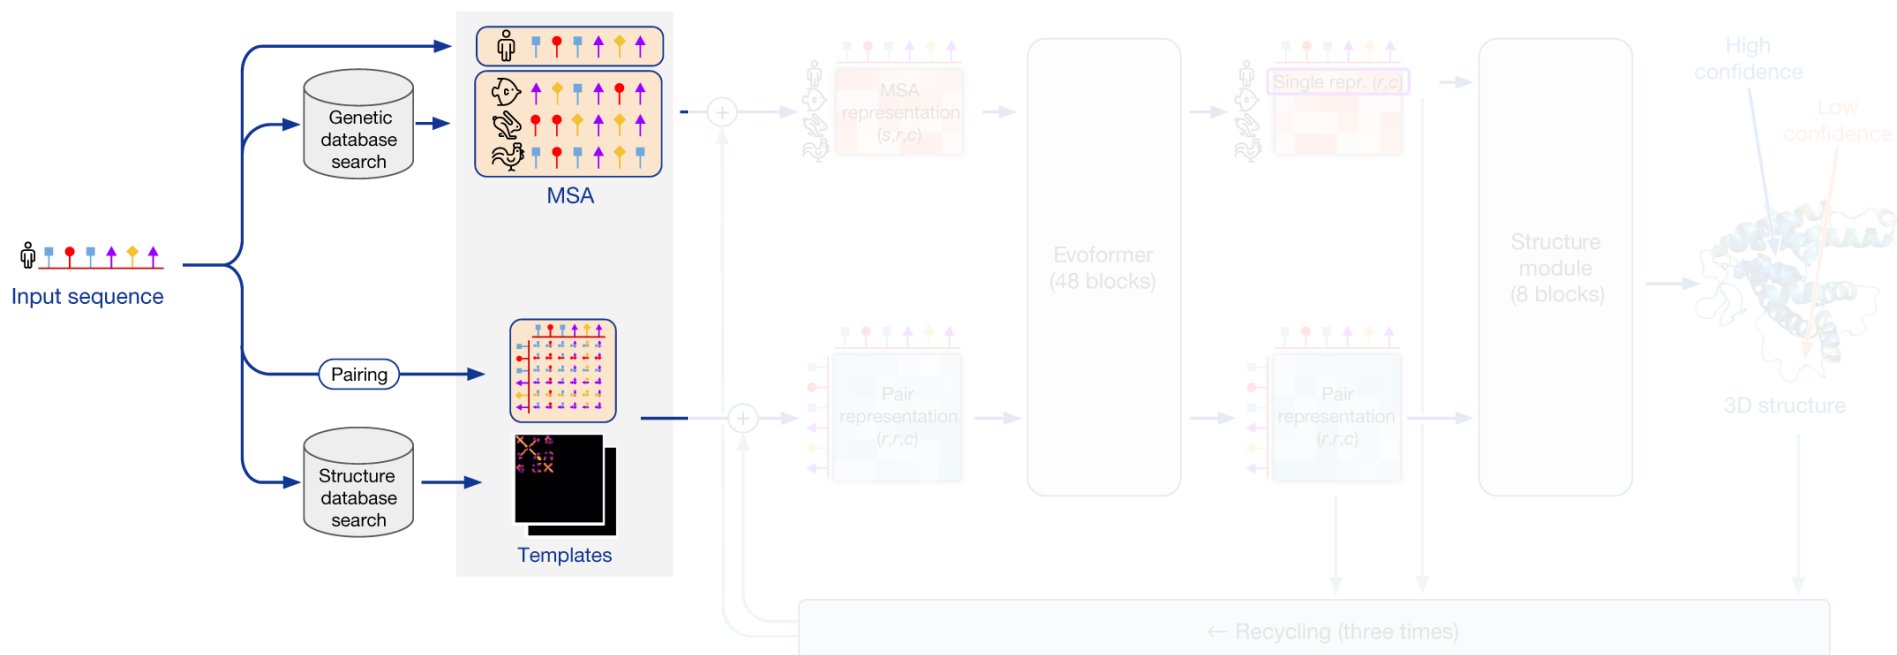 Genetic
database
search
MSA
Input sequence
Pairing
Structure
database
search
Templates
MSA
representation
(s,r,c)
Evoformer
(48 blocks)
Single repr. (r,c)
Pair
representation
(r,r,c)
Pair
representation
(r,r,c)
Structure
module
(8 blocks)
High
confidence
Low
confidence
3D structure
← Recycling (three times)